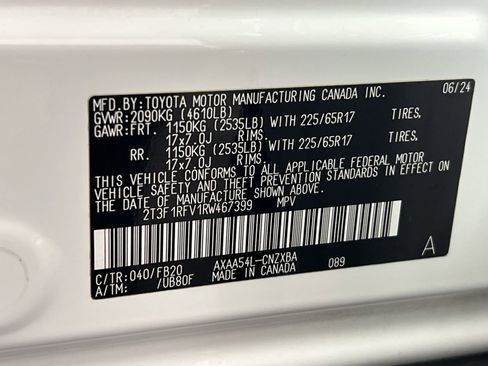 MFD.BY:TOYOTA MOTOR MANUFACTURING CANADA INC. 06/24
GVWR:2090KG (4610LB)
GAWR:FRT. 1150KG (2535LB) WITH 225/65R17 TIRES.
17x7.0J RIMS.
RR. 1150KG (2535LB) WITH 225/65R17 TIRES.
17x7.0J RIMS.
THIS VEHICLE CONFORMS TO ALL APPLICABLE FEDERAL MOTOR
VEHICLE SAFETY AND THEFT PREVENTION STANDARDS IN EFFECT ON
THE DATE OF MANUFACTURE SHOWN ABOVE.
2T3F1RFV1RW467399 MPV
C/TR:040/FB20 AXAA54L-CNZXBA 089 A
A/TM: /UB80F MADE IN CANADA